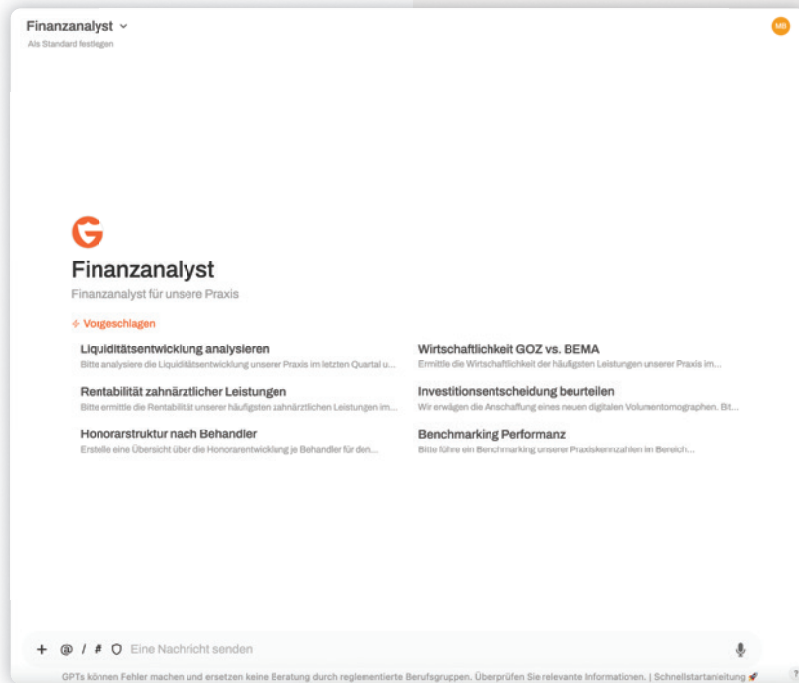 Finanzanalyst
MB
Als Standard festlegen
Finanzanalyst
Finanzanalyst für unsere Praxis
Vorgeschlagen
Liquiditätsentwicklung analysieren
Bitte analysiere die Liquiditätsentwicklung unserer Praxis im letzten Quartal u...
Wirtschaftlichkeit GOZ vs. BEMA
Ermittle die Wirtschaftlichkeit der häufigsten Leistungen unserer Praxis im...
Rentabilität zahnärztlicher Leistungen
Bitte ermittle die Rentabilität unserer häufigsten zahnärztlichen Leistungen im...
Investitionsentscheidung beurteilen
Wir erwägen die Anschaffung eines neuen digitalen Volumentomographen. Bt...
Honorarstruktur nach Behandler
Erstelle eine Übersicht über die Honorarentwicklung je Behandler für den...
Benchmarking Performanz
Bitte führe ein Benchmarking unserer Praxiskennzahlen im Bereich...
+ @ / # Eine Nachricht senden
GPTs können Fehler machen und ersetzen keine Beratung durch reglementierte Berufsgruppen. Überprüfen Sie relevante Informationen. | Schnellstartanleitung 🚀
?